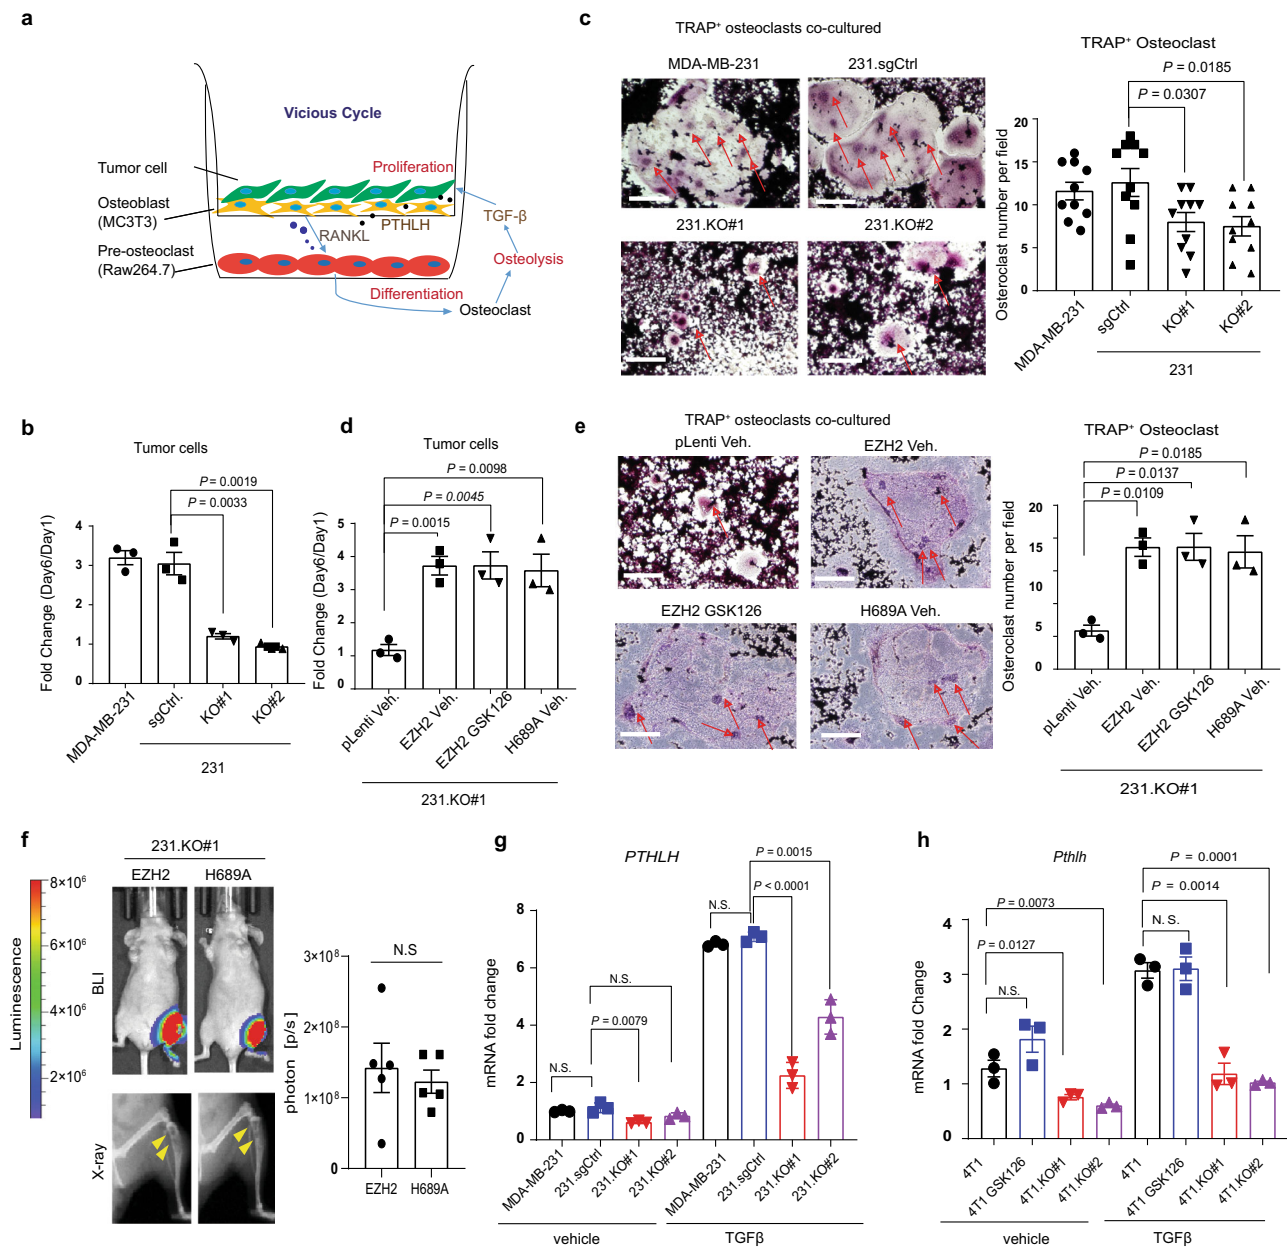 a
Vicious Cycle
Tumor cell
Proliferation
Osteoblast
(MC3T3)
PTHLH
TGF-β
RANKL
Pre-osteoclast
(Raw264.7)
Osteolysis
Differentiation
Osteoclast
c
TRAP⁺ osteoclasts co-cultured
MDA-MB-231
231.sgCtrl
231.KO#1
231.KO#2
TRAP⁺ Osteoclast
P = 0.0185
P = 0.0307
Osteroclast number per field
20
15
10
5
0
MDA-MB-231
sgCtrl
KO#1
KO#2
231
b
Tumor cells
P = 0.0019
P = 0.0033
Fold Change (Day6/Day1)
4
3
2
1
0
MDA-MB-231
sgCtrl.
KO#1
KO#2
231
d
Tumor cells
P = 0.0098
P = 0.0045
P = 0.0015
Fold Change (Day6/Day1)
5
4
3
2
1
0
pLenti Veh.
EZH2 Veh.
EZH2 GSK126
H689A Veh.
231.KO#1
e
TRAP⁺ osteoclasts co-cultured
pLenti Veh.
EZH2 Veh.
EZH2 GSK126
H689A Veh.
TRAP⁺ Osteoclast
P = 0.0185
P = 0.0137
P = 0.0109
Osteroclast number per field
20
15
10
5
0
pLenti Veh.
EZH2 Veh.
EZH2 GSK126
H689A Veh.
231.KO#1
f
231.KO#1
EZH2
H689A
Luminescence
8×10⁶
6×10⁶
4×10⁶
2×10⁶
BLI
X-ray
N.S
photon [p/s]
3×10⁸
2×10⁸
1×10⁸
0
EZH2
H689A
g
PTHLH
P = 0.0015
P < 0.0001
N.S.
N.S.
P = 0.0079
N.S.
mRNA fold change
8
6
4
2
0
MDA-MB-231
231.sgCtrl
231.KO#1
231.KO#2
MDA-MB-231
231.sgCtrl
231.KO#1
231.KO#2
vehicle
TGFβ
h
Pthlh
P = 0.0001
P = 0.0014
N. S.
P = 0.0073
P = 0.0127
N.S.
mRNA fold Change
4
3
2
1
0
4T1
4T1 GSK126
4T1.KO#1
4T1.KO#2
4T1
4T1 GSK126
4T1.KO#1
4T1.KO#2
vehicle
TGFβ